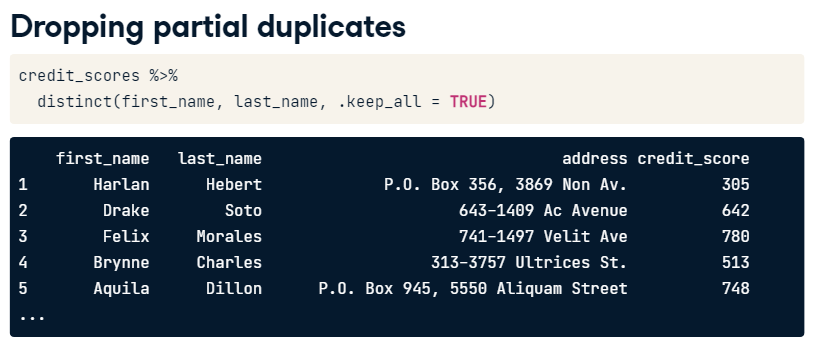 Dropping partial duplicates
credit_scores %>%
  distinct(first_name, last_name, .keep_all = TRUE)
    first_name   last_name                                address credit_score
1       Harlan      Hebert             P.O. Box 356, 3869 Non Av.          305
2        Drake        Soto                     643-1409 Ac Avenue          642
3        Felix     Morales                     741-1497 Velit Ave          780
4       Brynne     Charles                  313-3757 Ultrices St.          513
5       Aquila      Dillon      P.O. Box 945, 5550 Aliquam Street          748
...